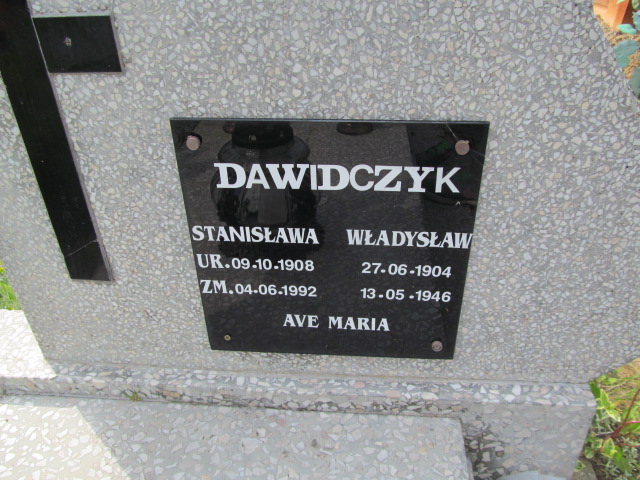 DAWIDCZYK
STANISŁAWA WŁADYSŁAW
UR. 09-10-1908 27-06-1904
ZM. 04-06-1992 13-05-1946
AVE MARIA